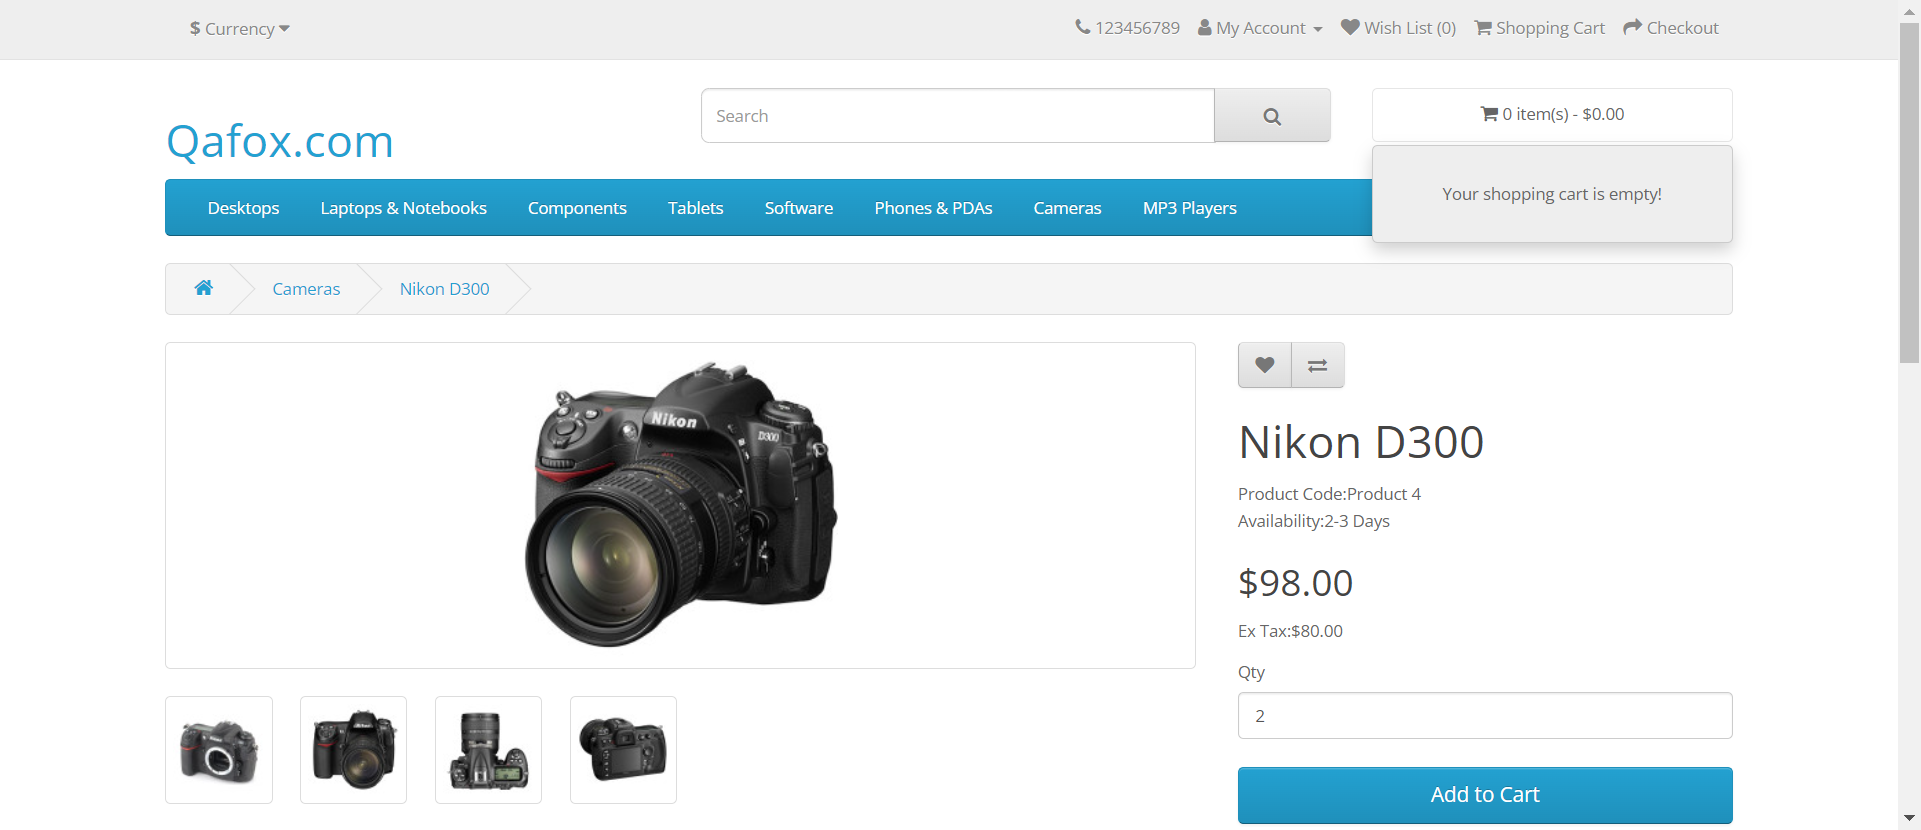 $ Currency
123456789 My Account Wish List (0) Shopping Cart Checkout
Qafox.com
Search
0 item(s) - $0.00
Your shopping cart is empty!
Desktops Laptops & Notebooks Components Tablets Software Phones & PDAs Cameras MP3 Players
Cameras Nikon D300
Nikon
D300
Nikon D300
Product Code:Product 4
Availability:2-3 Days
$98.00
Ex Tax:$80.00
Qty
2
Add to Cart